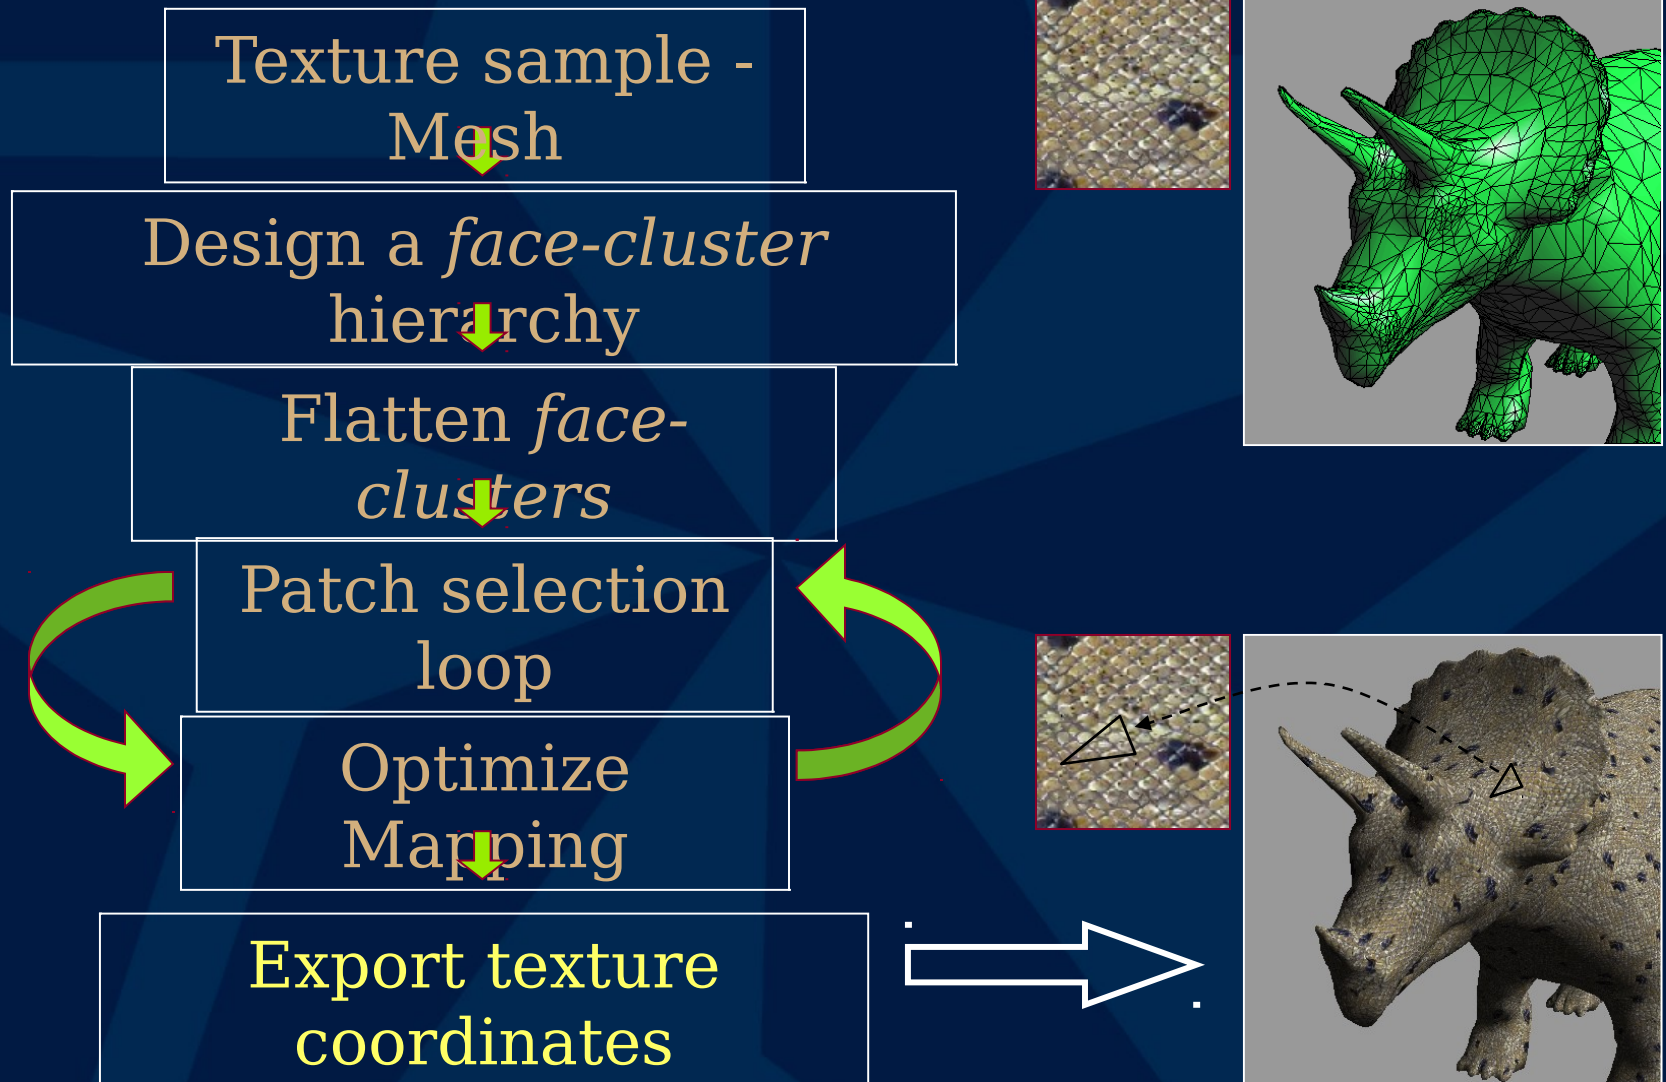 Texture sample -
Mesh
Design a face-cluster
hierarchy
Flatten face-
clusters
Patch selection
loop
Optimize
Mapping
Export texture
coordinates